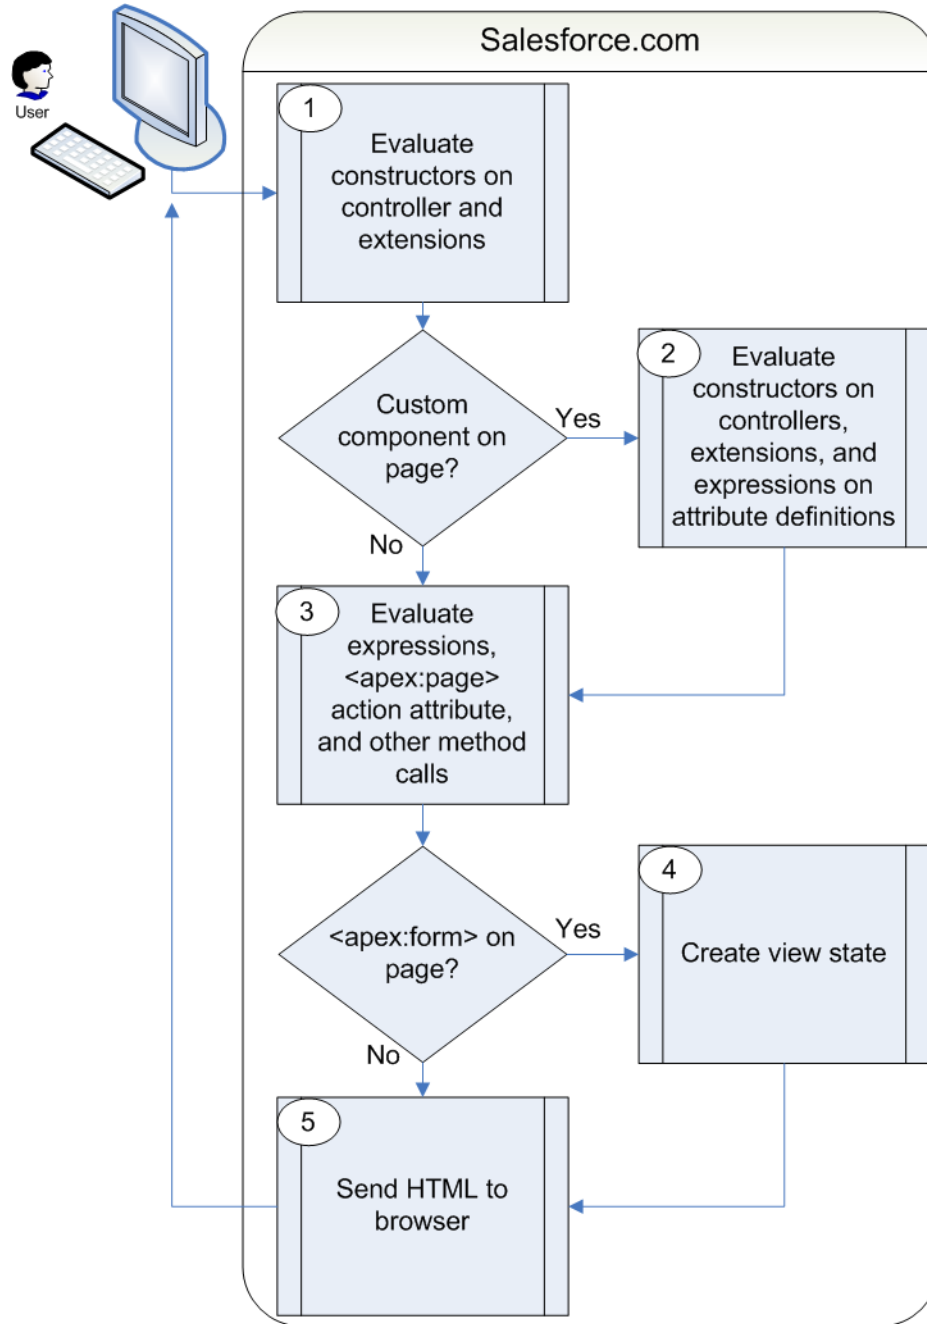 Salesforce.com
User
1
Evaluate
constructors on
controller and
extensions
Custom
component on
page?
Yes
2
Evaluate
constructors on
controllers,
extensions, and
expressions on
attribute definitions
No
3
Evaluate
expressions,
<apex:page>
action attribute,
and other method
calls
<apex:form> on
page?
Yes
4
Create view state
No
5
Send HTML to
browser